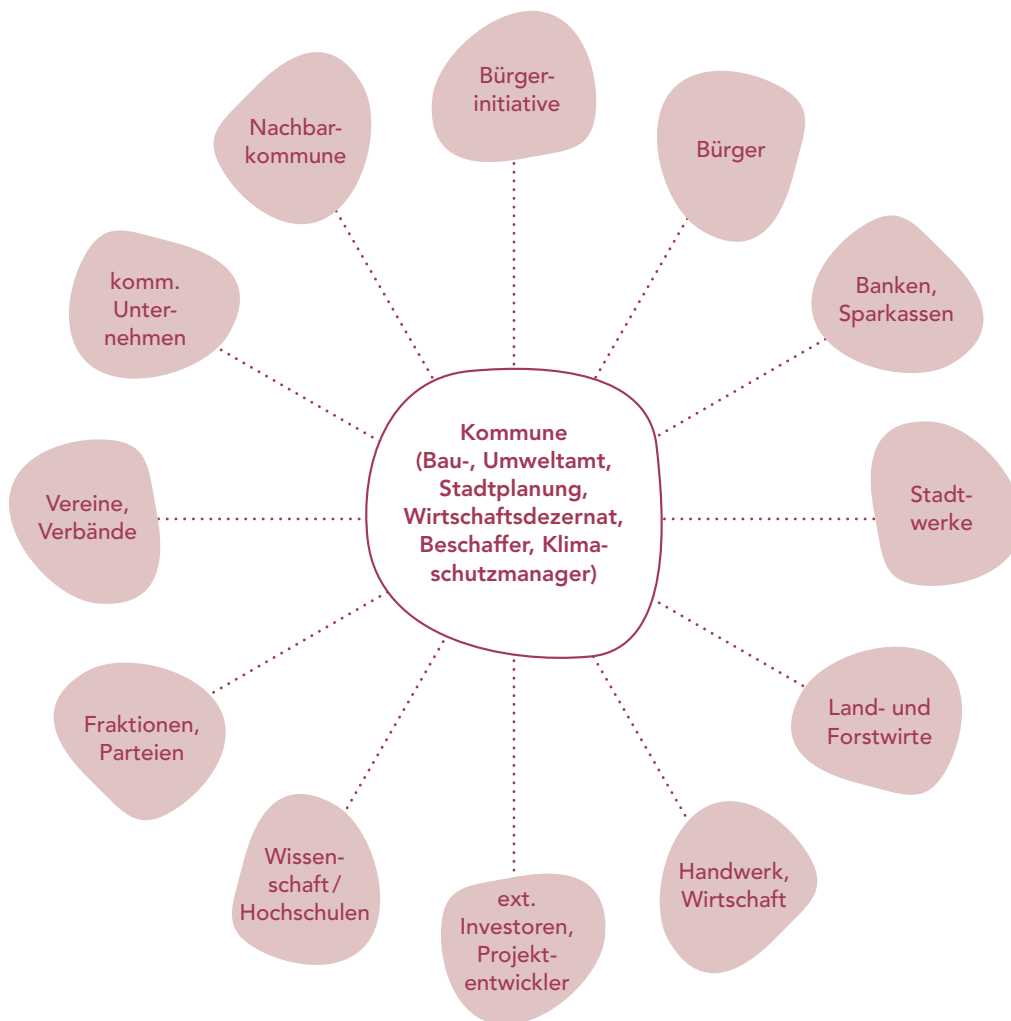 Bürger-
initiative
Bürger
Banken,
Sparkassen
Stadt-
werke
Land- und
Forstwirte
Handwerk,
Wirtschaft
ext.
Investoren,
Projekt-
entwickler
Wissen-
schaft/
Hochschulen
Fraktionen,
Parteien
Vereine,
Verbände
komm.
Unter-
nehmen
Nachbar-
kommune
Kommune
(Bau-, Umweltamt,
Stadtplanung,
Wirtschaftsdezernat,
Beschaffer, Klima-
schutzmanager)